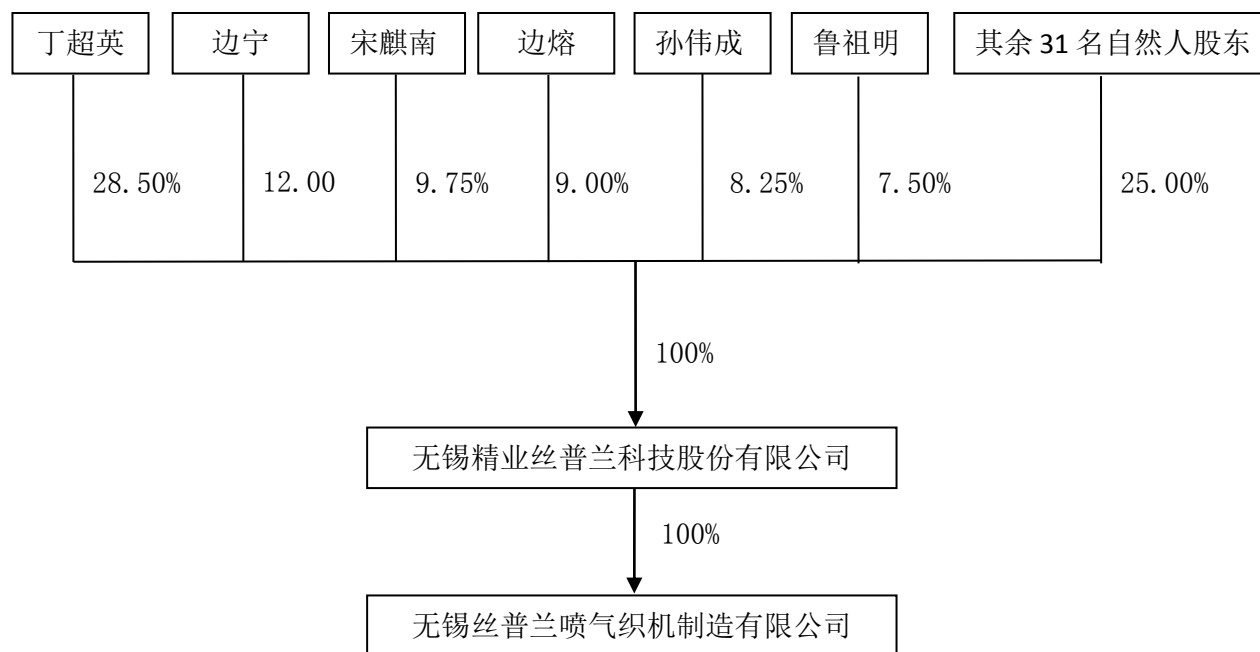 丁超英 边宁 宋麒南 边熔 孙伟成 鲁祖明 其余31名自然人股东
28.50% 12.00 9.75% 9.00% 8.25% 7.50% 25.00%
100%
无锡精业丝普兰科技股份有限公司
100%
无锡丝普兰喷气织机制造有限公司